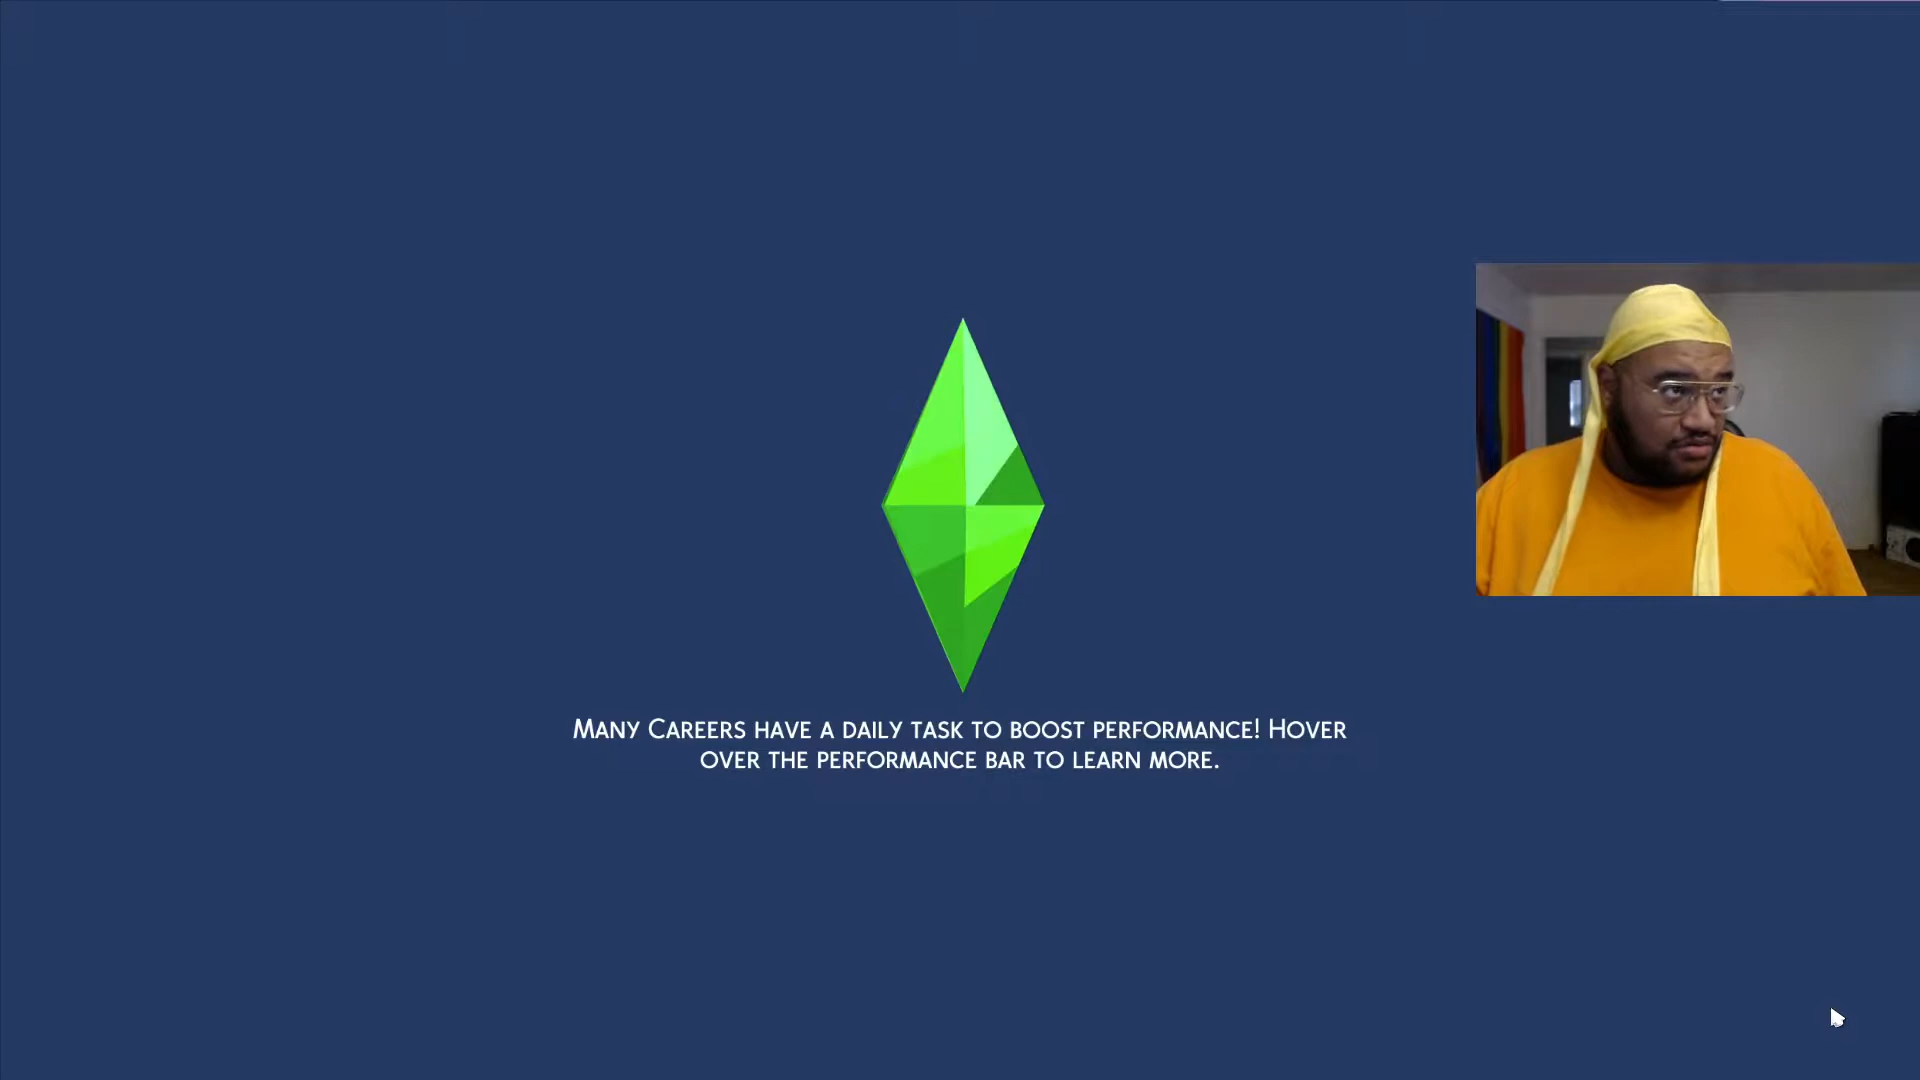 Many Careers have a daily task to boost performance! Hover
over the performance bar to learn more.